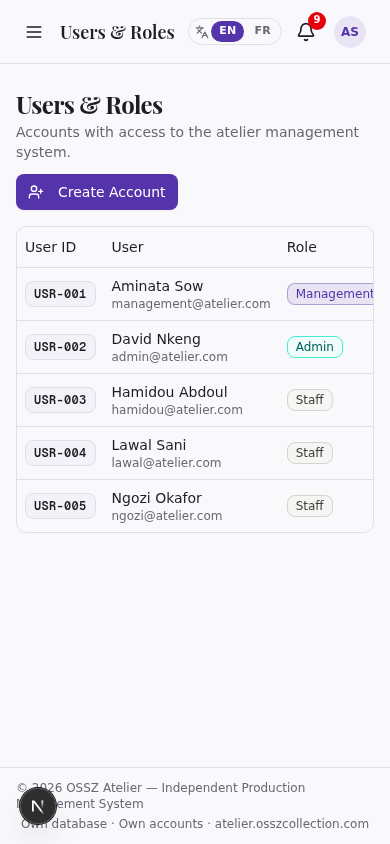 Users & Roles
EN
FR
9
AS
Users & Roles
Accounts with access to the atelier management
system.
Create Account
User ID User Role
USR-001 Aminata Sow Management
management@atelier.com
USR-002 David Nkeng Admin
admin@atelier.com
USR-003 Hamidou Abdoul Staff
hamidou@atelier.com
USR-004 Lawal Sani Staff
lawal@atelier.com
USR-005 Ngozi Okafor Staff
ngozi@atelier.com
© 2026 OSSZ Atelier — Independent Production
System
N
Own database · Own accounts · atelier.osszcollection.com